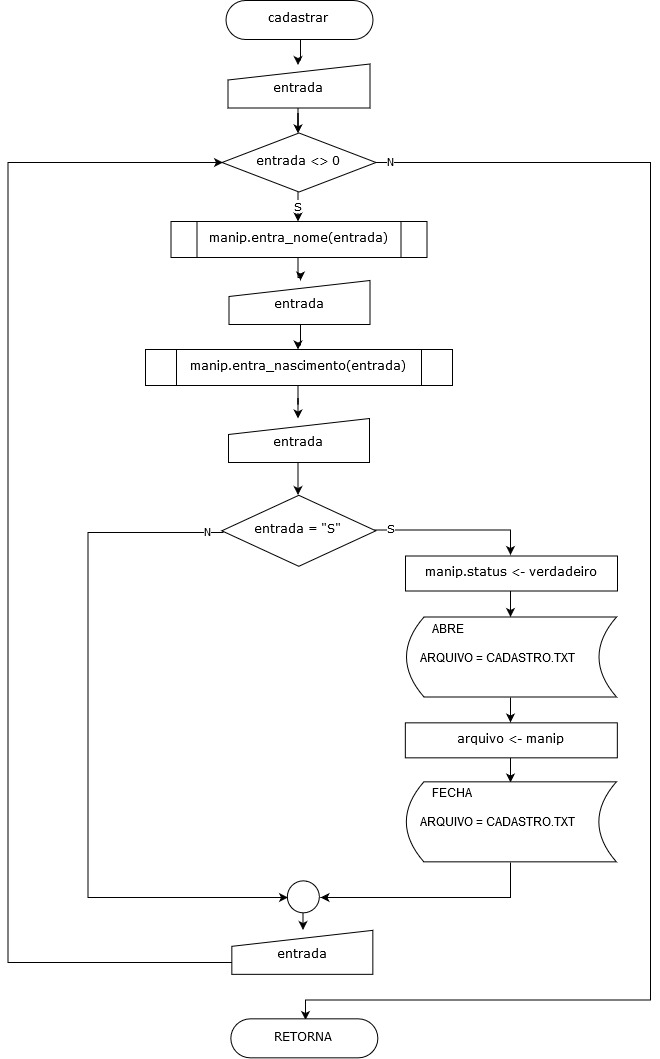 cadastrar
entrada
entrada <> 0
N
S
manip.entra_nome(entrada)
entrada
manip.entra_nascimento(entrada)
entrada
entrada = "S"
N
S
manip.status <- verdadeiro
ABRE
ARQUIVO = CADASTRO.TXT
arquivo <- manip
FECHA
ARQUIVO = CADASTRO.TXT
entrada
RETORNA